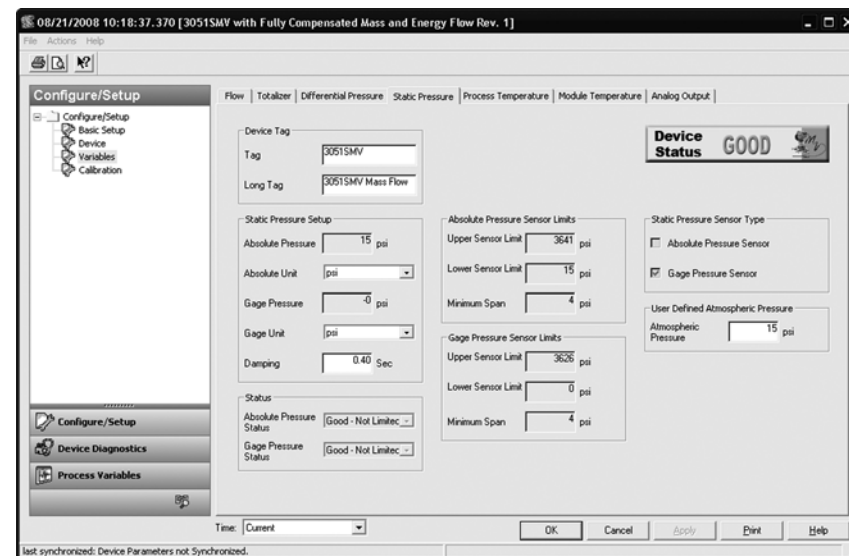 08/21/2008 10:18:37.370 [3051SMV with Fully Compensated Mass and Energy Flow Rev. 1]
File Actions Help
Configure/Setup
Flow Totalizer Differential Pressure Static Pressure Process Temperature Module Temperature Analog Output
Configure/Setup
Basic Setup
Device
Variables
Calibration
Device Tag
Tag 3051SMV
Long Tag 3051SMV Mass Flow
Device Status GOOD
Static Pressure Setup
Absolute Pressure 15 psi
Absolute Unit psi
Gage Pressure -0 psi
Gage Unit psi
Damping 0.40 Sec
Status
Absolute Pressure Status Good - Not Limitec
Gage Pressure Status Good - Not Limitec
Absolute Pressure Sensor Limits
Upper Sensor Limit 3641 psi
Lower Sensor Limit 15 psi
Minimum Span 4 psi
Gage Pressure Sensor Limits
Upper Sensor Limit 3626 psi
Lower Sensor Limit 0 psi
Minimum Span 4 psi
Static Pressure Sensor Type
Absolute Pressure Sensor
Gage Pressure Sensor
User Defined Atmospheric Pressure
Atmospheric Pressure 15 psi
Configure/Setup
Device Diagnostics
Process Variables
Time: Current
OK Cancel Apply Print Help
last synchronized: Device Parameters not Synchronized.